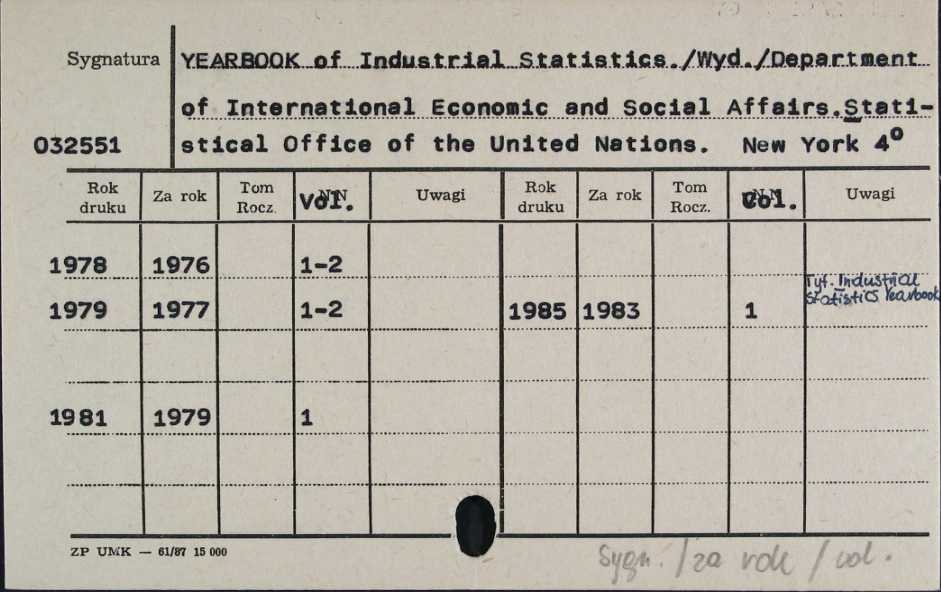 Sygnatura YEARBOOK of Industrial Statistics./Wyd./Department
of International Economic and Social Affairs.Stati-
032551 stical Office of the United Nations. New York 4°
Rok druku Za rok Tom Rocz. vol. Uwagi Rok druku Za rok Tom Rocz. vol. Uwagi
1978 1976 1-2
Tyt. Industrial
Statistics Yearbook
1979 1977 1-2 1985 1983 1
1981 1979 1
ZP UMK — 61/87 15 000
Sygn. / za rok / vol.